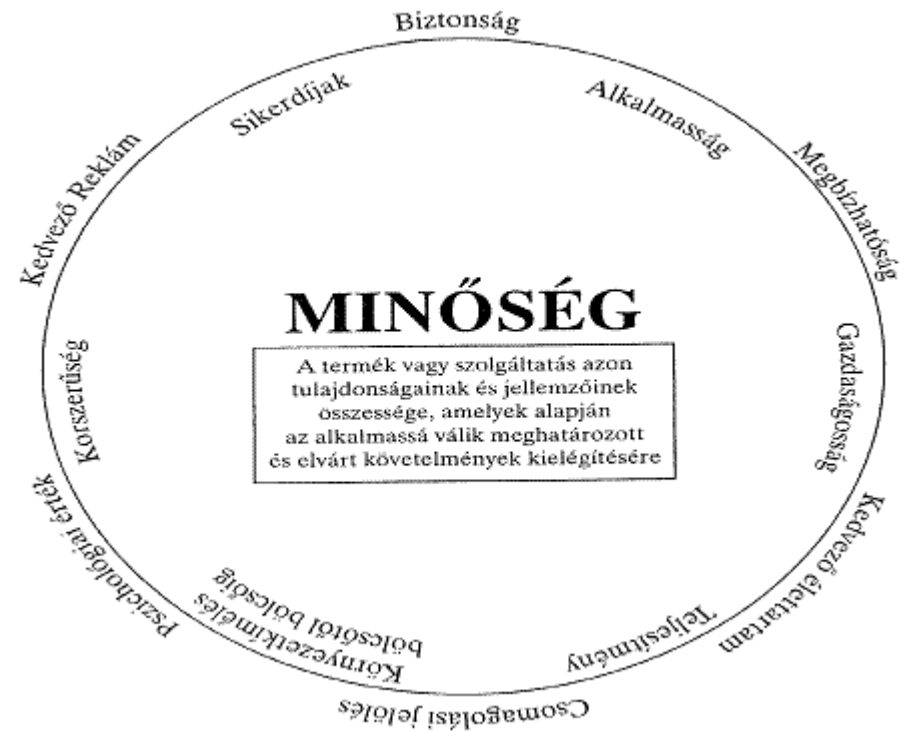 Biztonság
Sikerdíjak
Alkalmasság
Kedvező Reklám
Megbízhatóság
MINŐSÉG
A termék vagy szolgáltatás azon
tulajdonságainak és jellemzőinek
összessége, amelyek alapján
az alkalmassá válik meghatározott
és elvárt követelmények kielégítésére
Korszerűség
Gazdaságosság
Pszichológiai érték
Kedvező élettartam
Környezetkímélés
bölcsőtől bölcsőig
Teljesítmény
Csomagolási jelölés